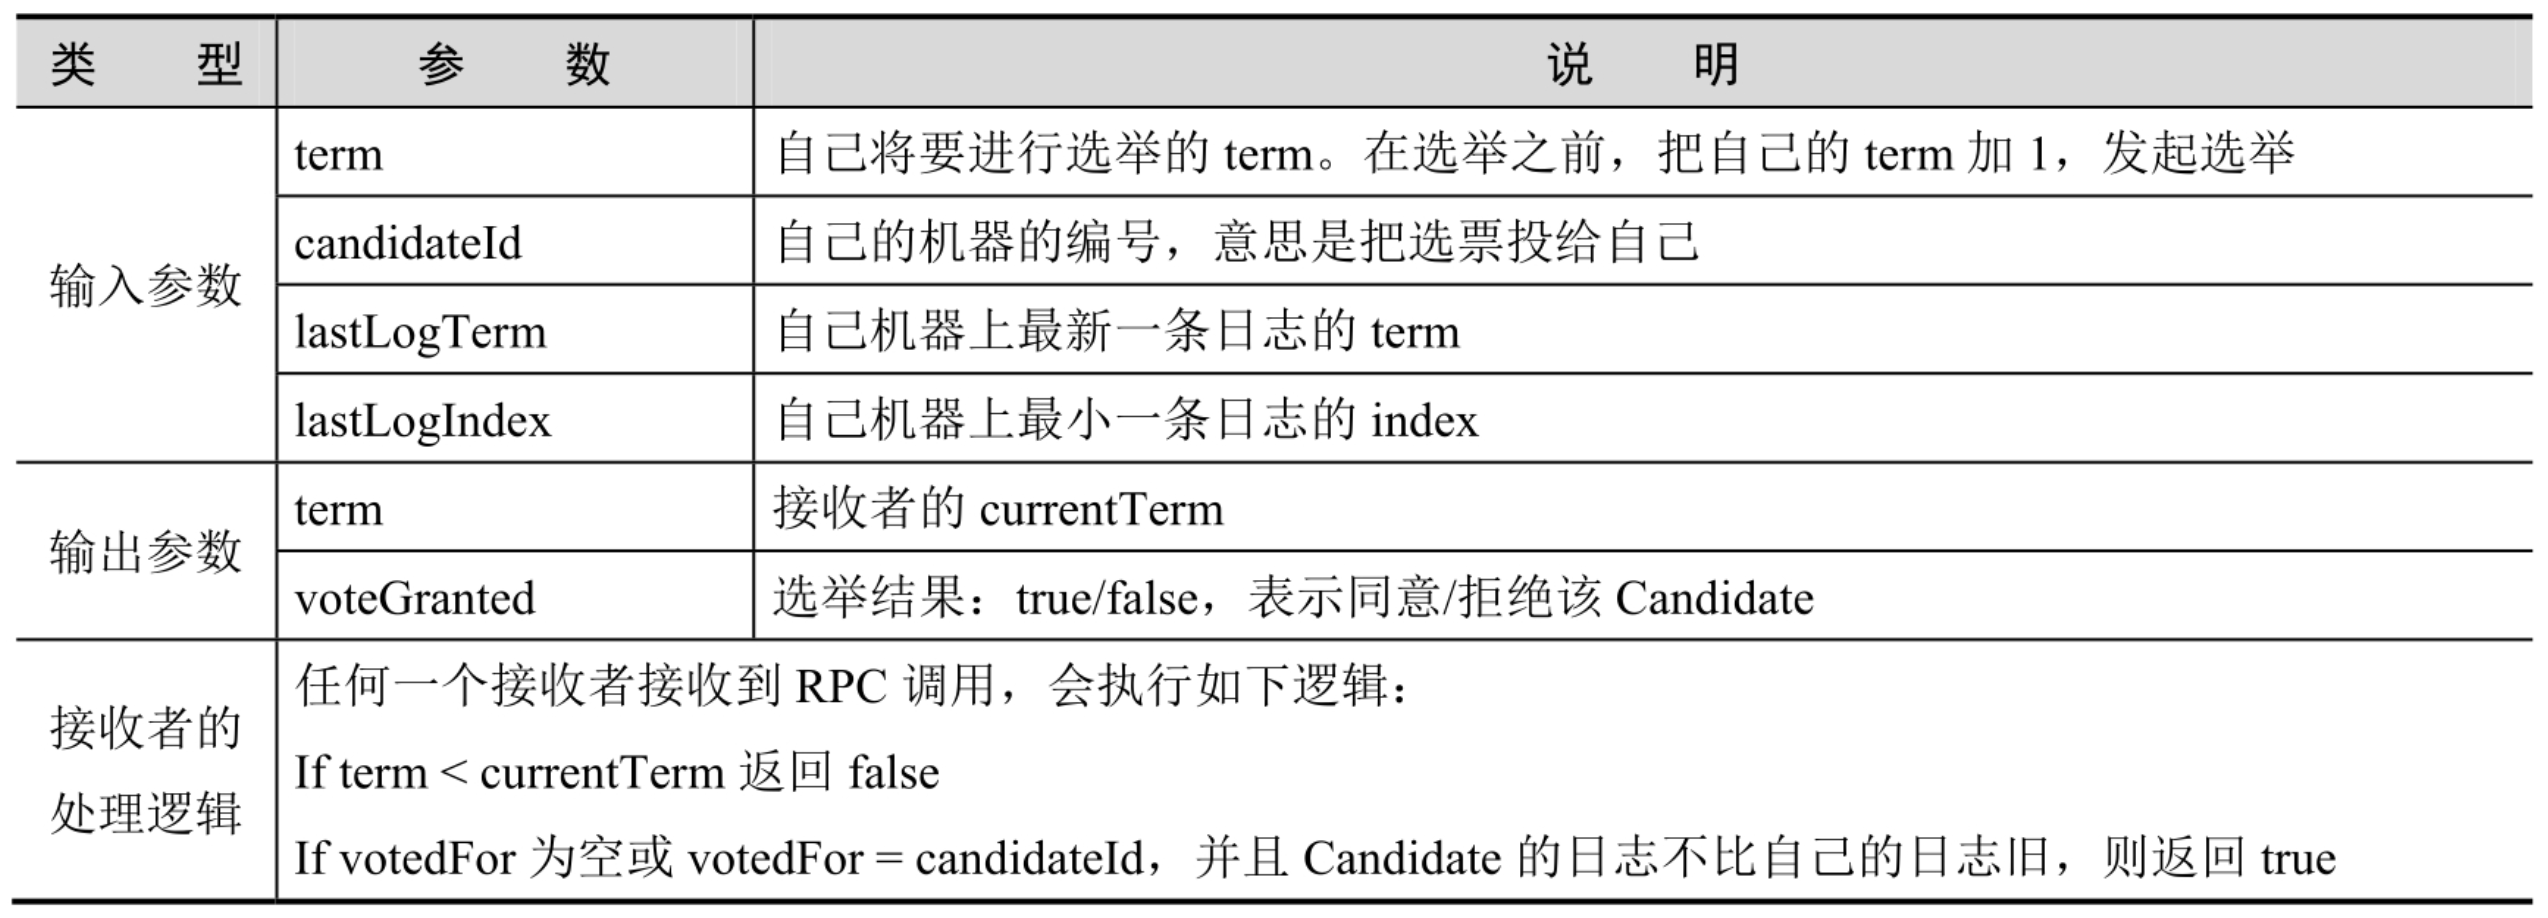 类 型 参 数 说 明
输入参数
term 自己将要进行选举的 term。在选举之前，把自己的 term 加 1，发起选举
candidateId 自己的机器的编号，意思是把选票投给自己
lastLogTerm 自己机器上最新一条日志的 term
lastLogIndex 自己机器上最小一条日志的 index
输出参数
term 接收者的 currentTerm
voteGranted 选举结果：true/false，表示同意/拒绝该 Candidate
接收者的
处理逻辑
任何一个接收者接收到 RPC 调用，会执行如下逻辑：
If term < currentTerm 返回 false
If votedFor 为空或 votedFor = candidateId，并且 Candidate 的日志不比自己的日志旧，则返回 true